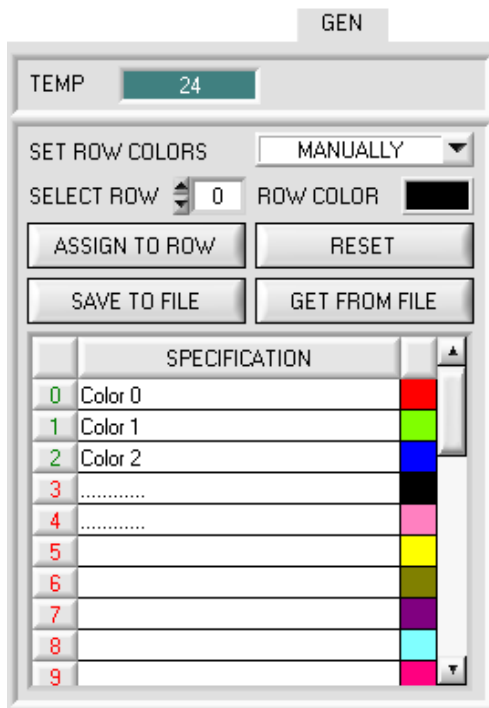 GEN
TEMP 24
SET ROW COLORS MANUALLY
SELECT ROW 0 ROW COLOR
ASSIGN TO ROW RESET
SAVE TO FILE GET FROM FILE
SPECIFICATION
0 Color 0
1 Color 1
2 Color 2
3 ............
4 ............
5
6
7
8
9